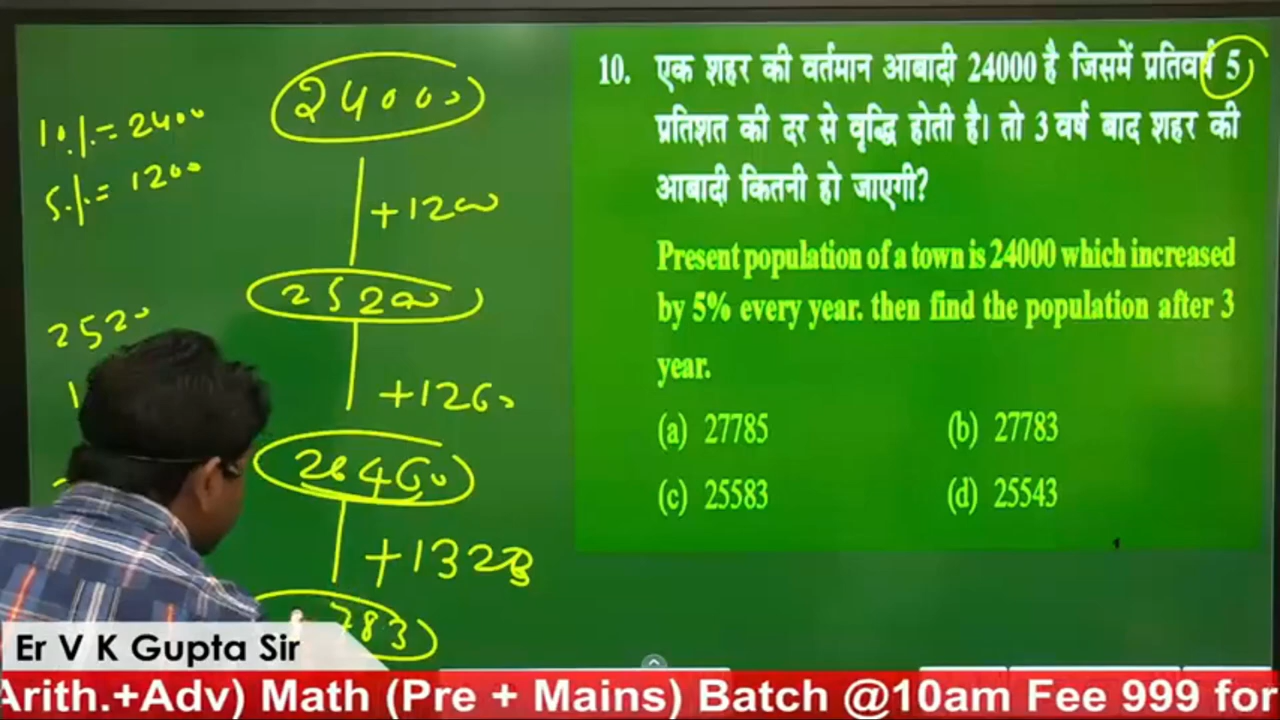 24000
10.1.=2400
5.1.= 1200
+1200
25200
2520
+1260
26460
+1323
783
10. एक शहर की वर्तमान आबादी 24000 है जिसमें प्रतिवर्ष 5
प्रतिशत की दर से वृद्धि होती है। तो 3 वर्ष बाद शहर की
आबादी कितनी हो जाएगी?
Present population of a town is 24000 which increased
by 5% every year. then find the population after 3
year.
(a) 27785 (b) 27783
(c) 25583 (d) 25543
Er V K Gupta Sir
Arith.+Adv) Math (Pre + Mains) Batch @10am Fee 999 for